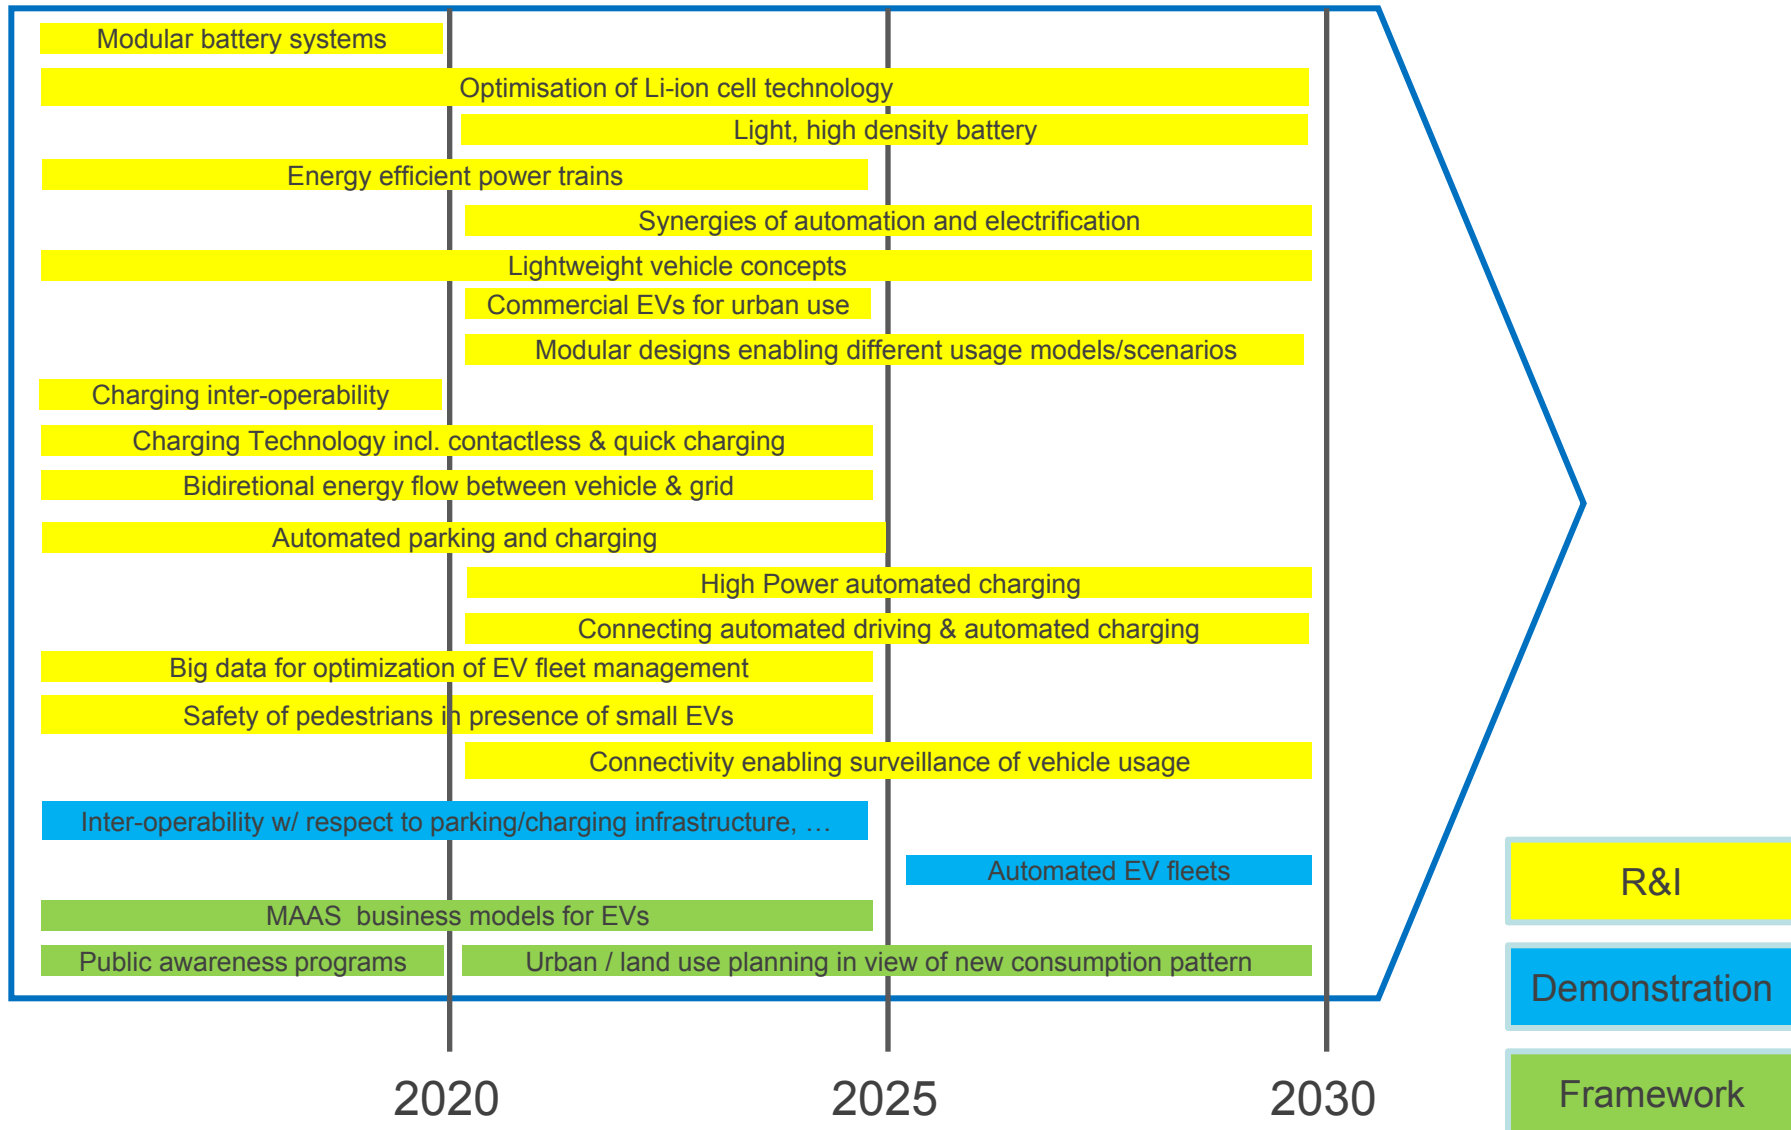 Modular battery systems
Optimisation of Li-ion cell technology
Light, high density battery
Energy efficient power trains
Synergies of automation and electrification
Lightweight vehicle concepts
Commercial EVs for urban use
Modular designs enabling different usage models/scenarios
Charging inter-operability
Charging Technology incl. contactless & quick charging
Bidiretional energy flow between vehicle & grid
Automated parking and charging
High Power automated charging
Connecting automated driving & automated charging
Big data for optimization of EV fleet management
Safety of pedestrians in presence of small EVs
Connectivity enabling surveillance of vehicle usage
Inter-operability w/ respect to parking/charging infrastructure, …
Automated EV fleets
MAAS business models for EVs
Public awareness programs
Urban / land use planning in view of new consumption pattern
2020
2025
2030
R&I
Demonstration
Framework